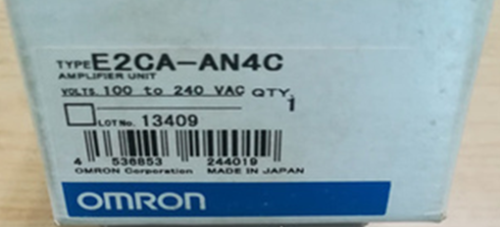 TYPE E2CA-AN4C
AMPLIFIER UNIT
VOLTS. 100 to 240 VAC QTY. 1
LOT No. 13409
4 536853 244019
OMRON Corporation MADE IN JAPAN
OMRON